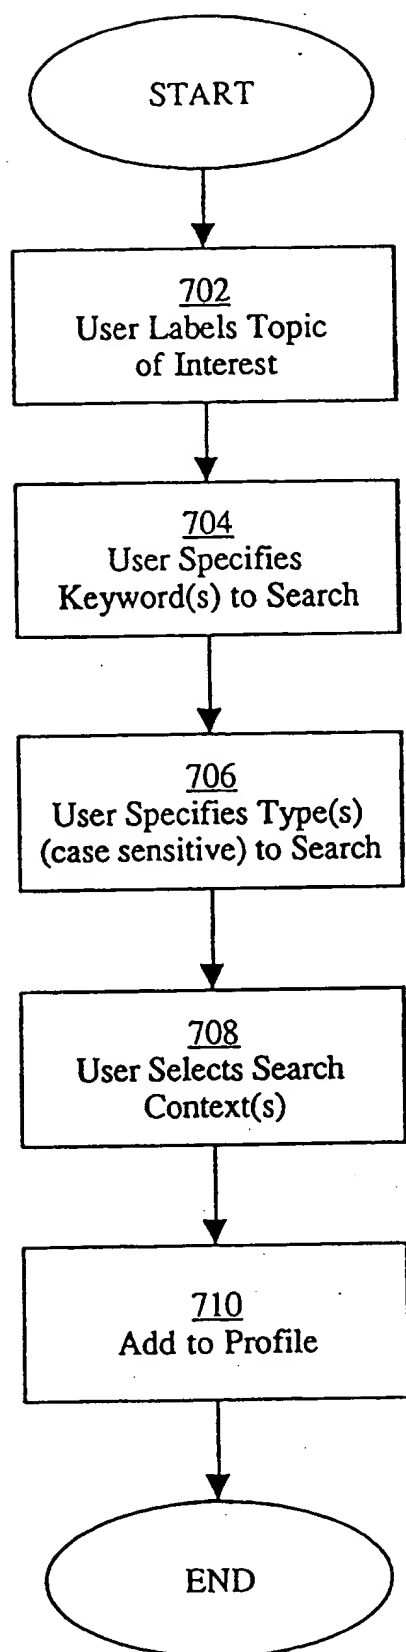 START
702
User Labels Topic
of Interest
704
User Specifies
Keyword(s) to Search
706
User Specifies Type(s)
(case sensitive) to Search
708
User Selects Search
Context(s)
710
Add to Profile
END